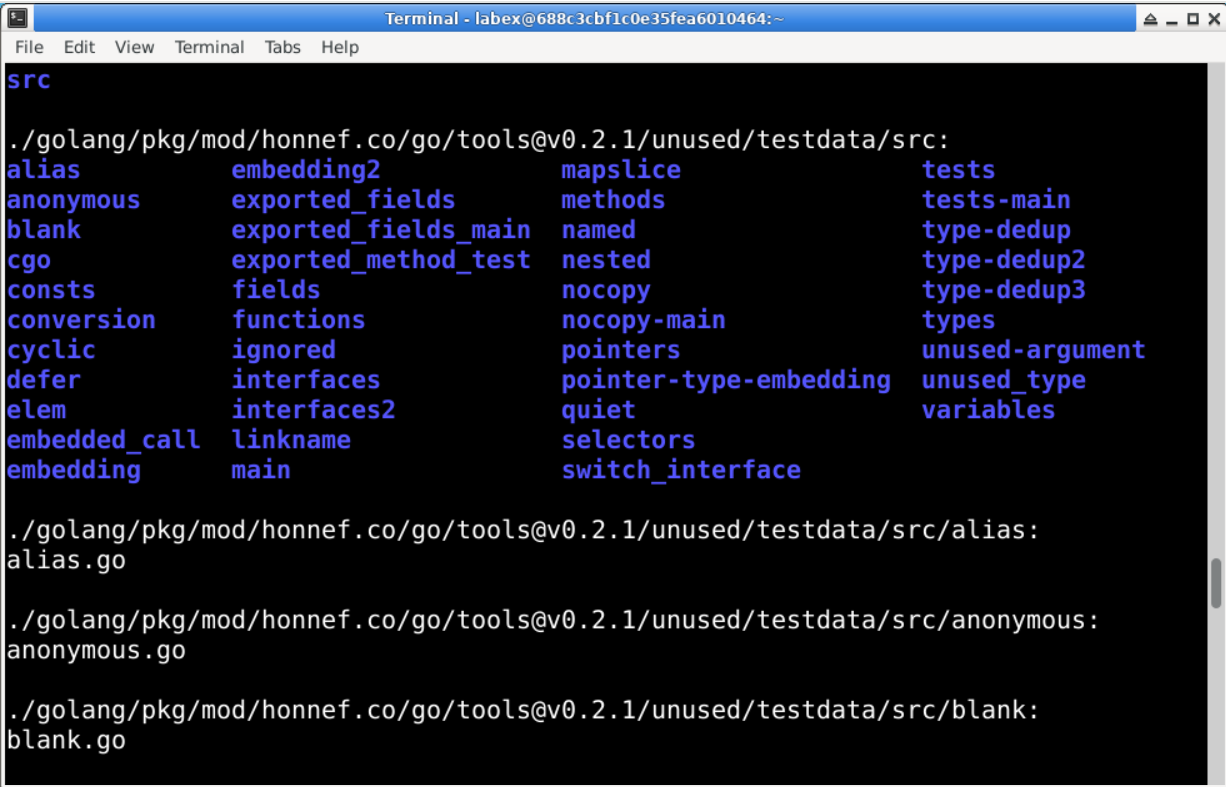 Terminal - labex@688c3cbf1c0e35fea6010464:~
File Edit View Terminal Tabs Help
src
./golang/pkg/mod/honnef.co/go/tools@v0.2.1/unused/testdata/src:
alias embedding2 mapslice tests
anonymous exported_fields methods tests-main
blank exported_fields_main named type-dedup
cgo exported_method_test nested type-dedup2
consts fields nocopy type-dedup3
conversion functions nocopy-main types
cyclic ignored pointers unused-argument
defer interfaces pointer-type-embedding unused_type
elem interfaces2 quiet variables
embedded_call linkname selectors
embedding main switch_interface
./golang/pkg/mod/honnef.co/go/tools@v0.2.1/unused/testdata/src/alias:
alias.go
./golang/pkg/mod/honnef.co/go/tools@v0.2.1/unused/testdata/src/anonymous:
anonymous.go
./golang/pkg/mod/honnef.co/go/tools@v0.2.1/unused/testdata/src/blank:
blank.go